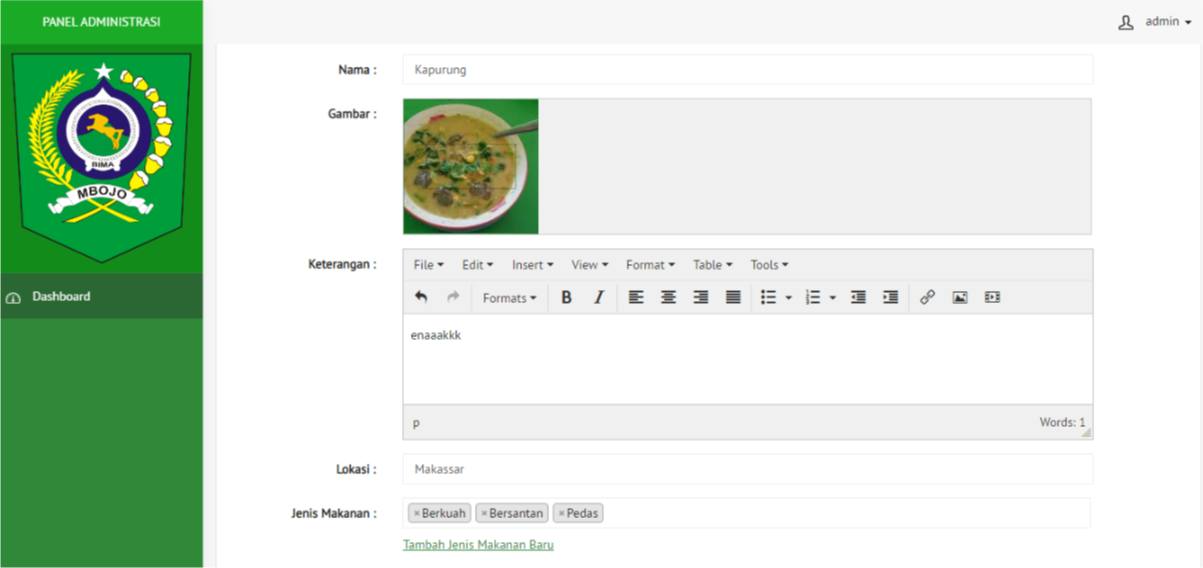 PANEL ADMINISTRASI
admin
BIMA
MBOJO
Dashboard
Nama : Kapurung
Gambar :
Keterangan : File Edit Insert View Format Table Tools
Formats B I
enaaakkk
p Words: 1
Lokasi : Makassar
Jenis Makanan : ×Berkuah ×Bersantan ×Pedas
Tambah Jenis Makanan Baru